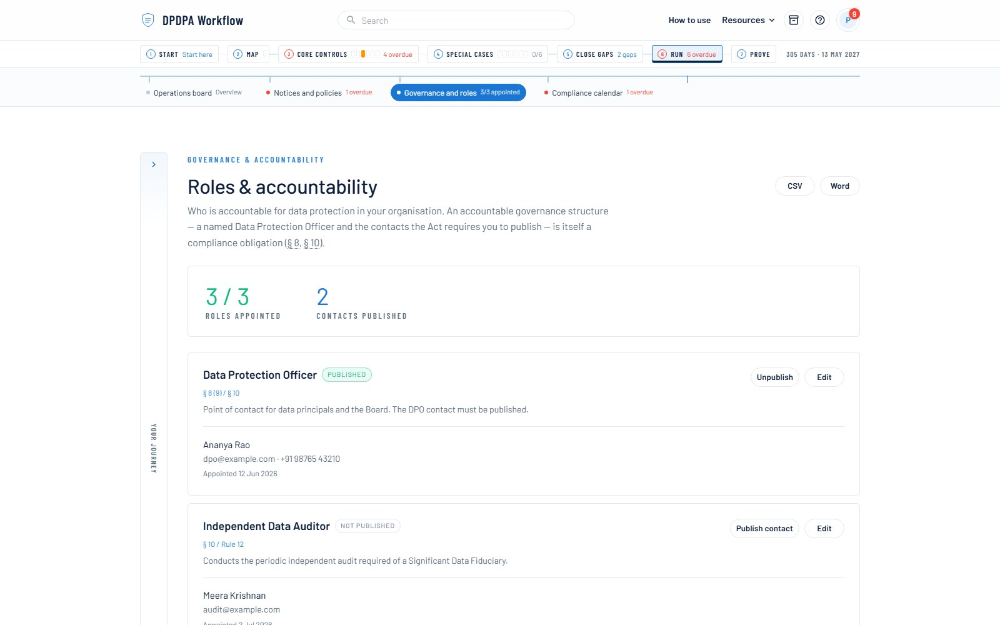 DPDPA Workflow
Search
How to use
Resources
P
9
1 START Start here
2 MAP
3 CORE CONTROLS 4 overdue
4 SPECIAL CASES 0/6
5 CLOSE GAPS 2 gaps
6 RUN 6 overdue
7 PROVE
305 DAYS · 13 MAY 2027
Operations board Overview
Notices and policies 1 overdue
Governance and roles 3/3 appointed
Compliance calendar 1 overdue
YOUR JOURNEY
GOVERNANCE & ACCOUNTABILITY
Roles & accountability
CSV
Word
Who is accountable for data protection in your organisation. An accountable governance structure
— a named Data Protection Officer and the contacts the Act requires you to publish — is itself a
compliance obligation (§ 8, § 10).
3 / 3
ROLES APPOINTED
2
CONTACTS PUBLISHED
Data Protection Officer PUBLISHED
Unpublish
Edit
§ 8 (9) / § 10
Point of contact for data principals and the Board. The DPO contact must be published.
Ananya Rao
dpo@example.com · +91 98765 43210
Appointed 12 Jun 2026
Independent Data Auditor NOT PUBLISHED
Publish contact
Edit
§ 10 / Rule 12
Conducts the periodic independent audit required of a Significant Data Fiduciary.
Meera Krishnan
audit@example.com
Appointed 2 Jul 2026